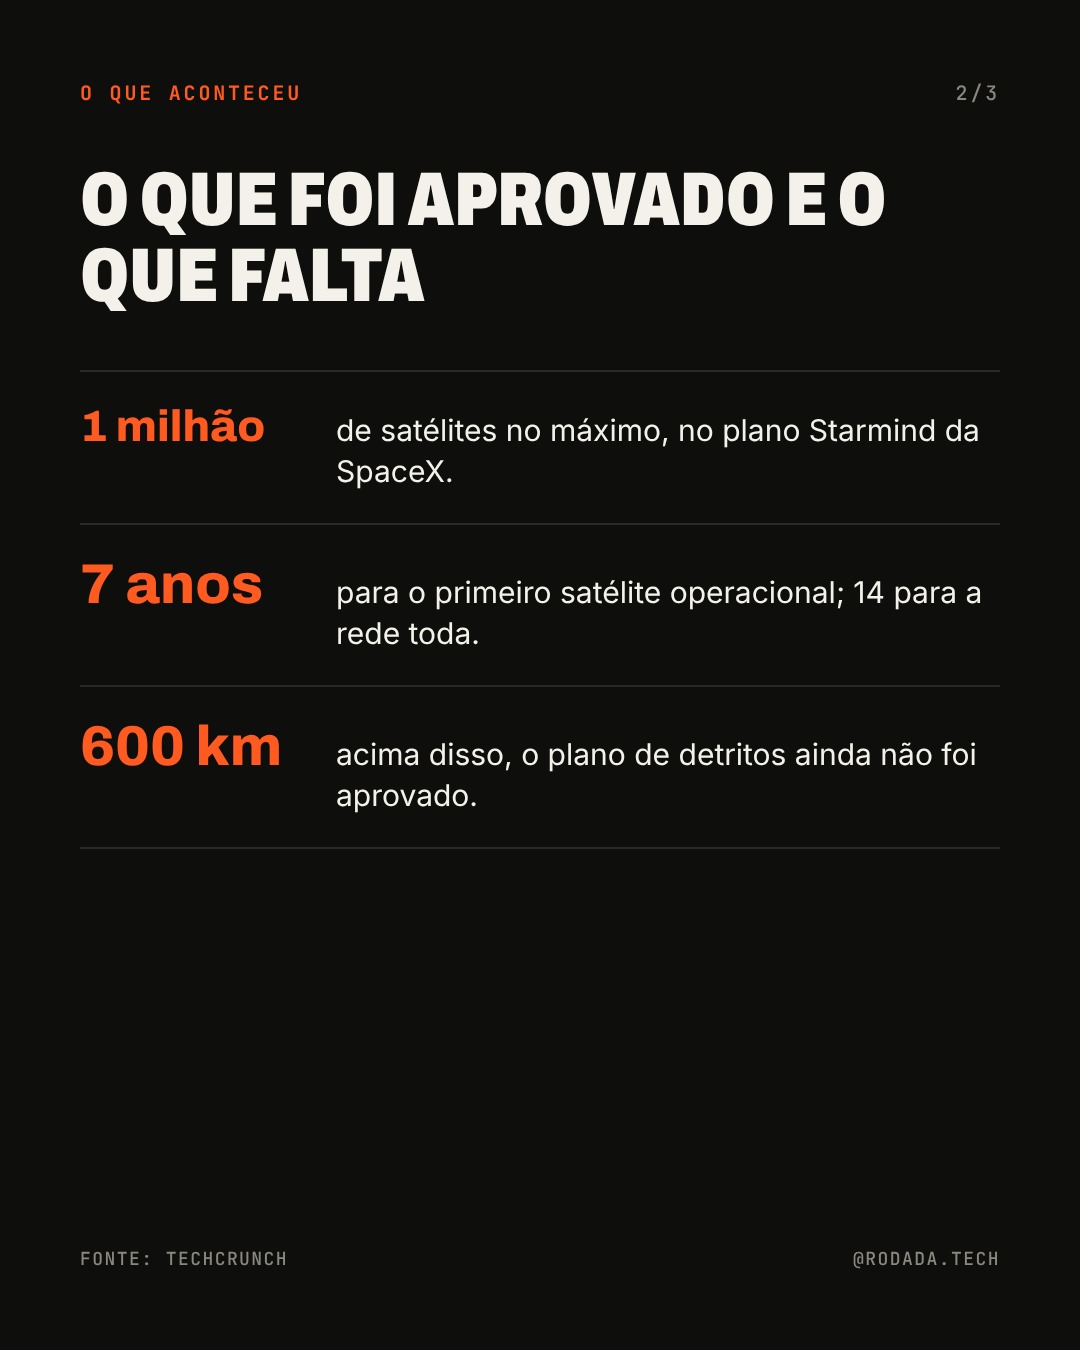 O QUE ACONTECEU
2/3
O QUE FOI APROVADO E O
QUE FALTA
1 milhão
de satélites no máximo, no plano Starmind da
SpaceX.
7 anos
para o primeiro satélite operacional; 14 para a
rede toda.
600 km
acima disso, o plano de detritos ainda não foi
aprovado.
FONTE: TECHCRUNCH
@RODADA.TECH